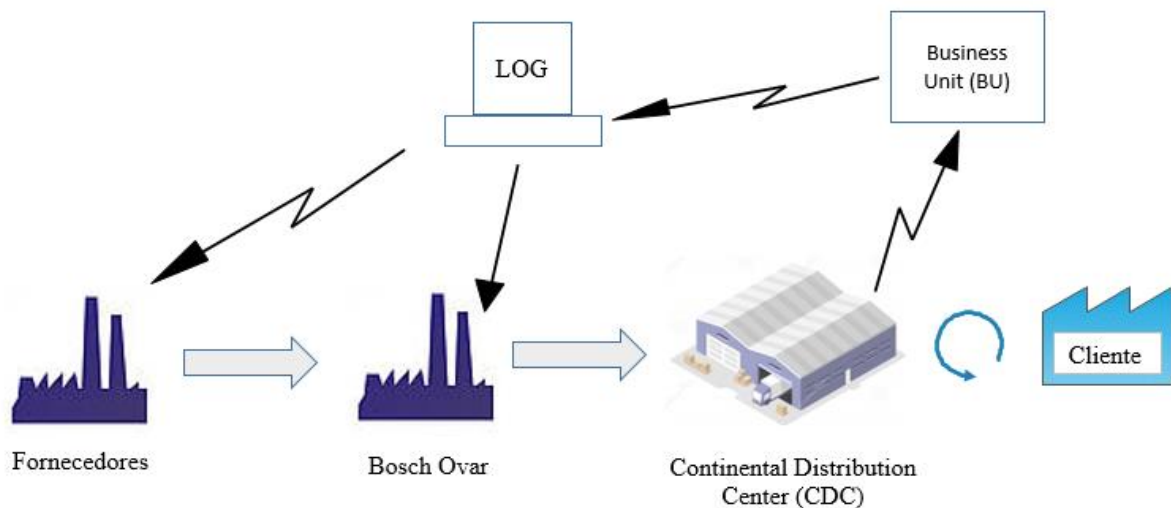 LOG
Business
Unit (BU)
Cliente
Fornecedores
Bosch Ovar
Continental Distribution
Center (CDC)